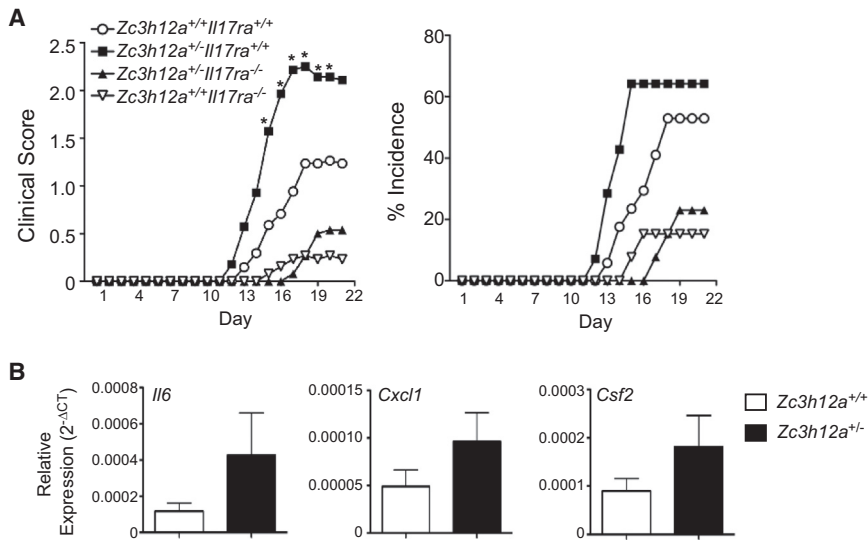 A
Zc3h12a+/+Il17ra+/+
Zc3h12a+/-Il17ra+/+
Zc3h12a+/-Il17ra-/-
Zc3h12a+/+Il17ra-/-
Clinical Score
2.5
2.0
1.5
1.0
0.5
0
* * * * * *
1 4 7 10 13 16 19 22
Day
% Incidence
80
60
40
20
0
1 4 7 10 13 16 19 22
Day
B
Relative
Expression (2-ΔCT)
Il6
0.0008
0.0006
0.0004
0.0002
0
Cxcl1
0.00015
0.00010
0.00005
0
Csf2
0.0003
0.0002
0.0001
0
Zc3h12a+/+
Zc3h12a+/-